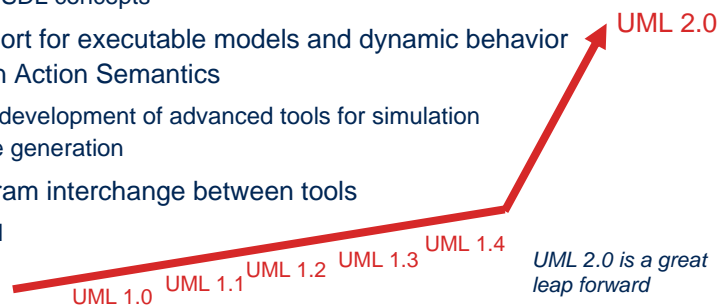 SDL concepts
ort for executable models and dynamic behavior
n Action Semantics
development of advanced tools for simulation
e generation
ram interchange between tools
UML 2.0
UML 1.0 UML 1.1 UML 1.2 UML 1.3 UML 1.4
UML 2.0 is a great
leap forward